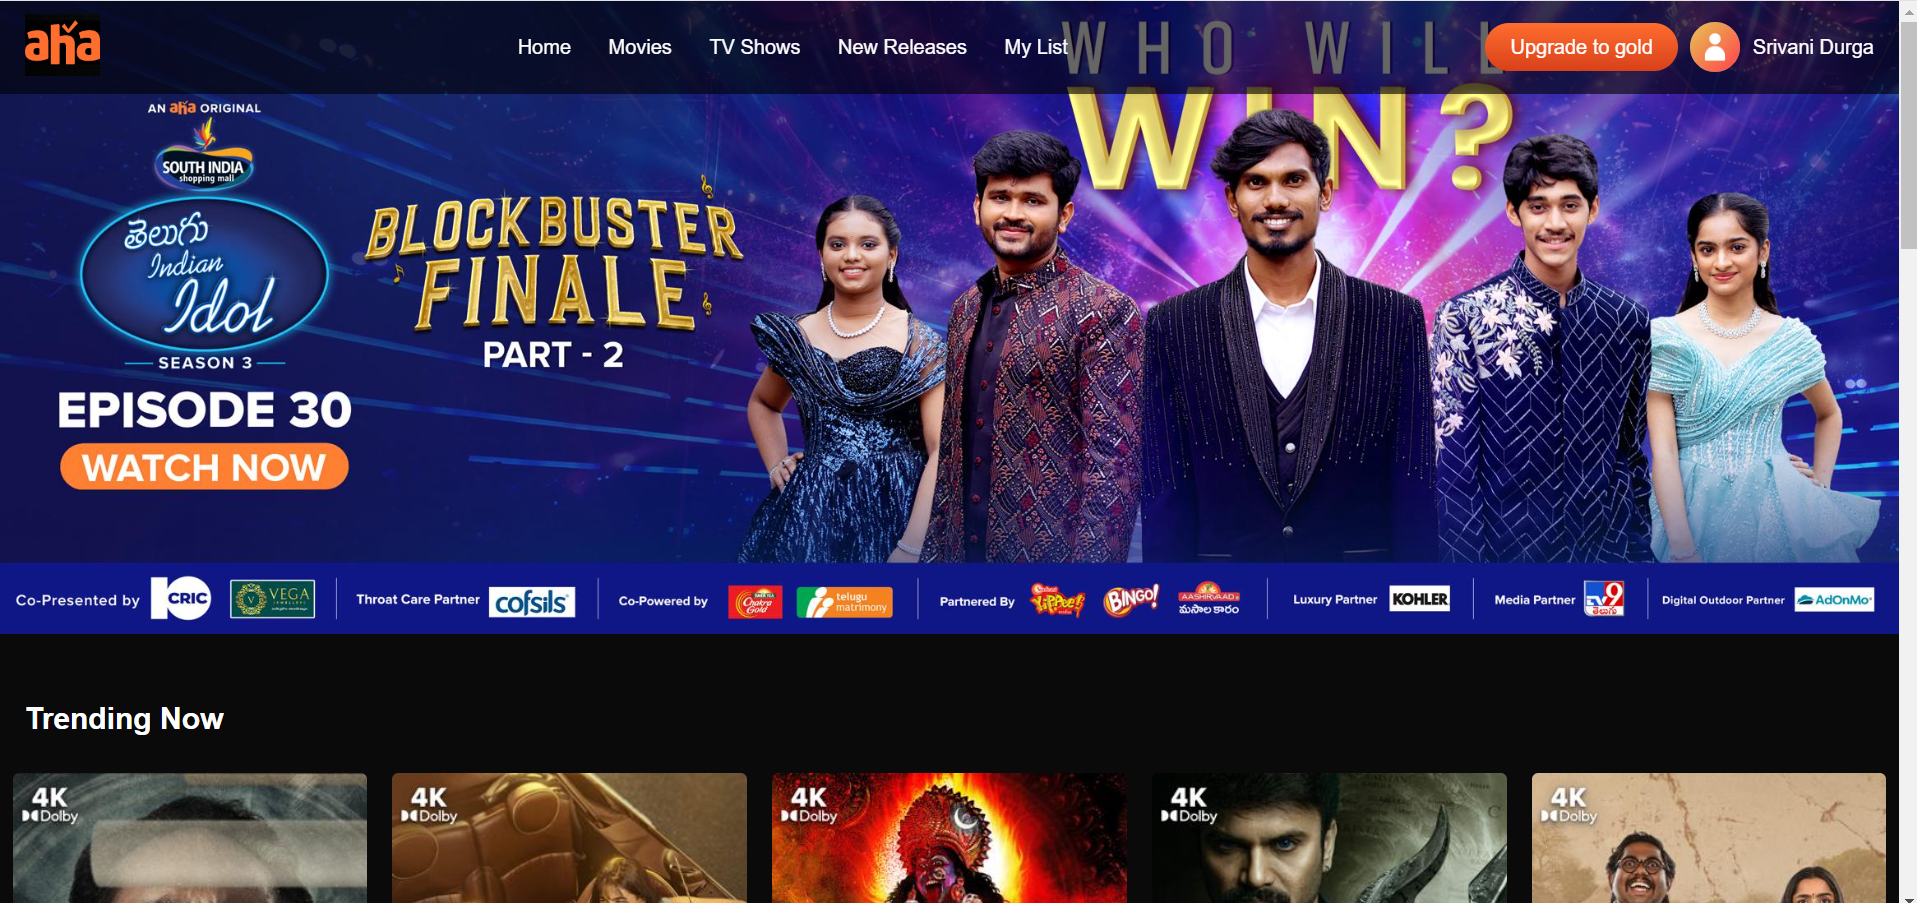 aha
Home
Movies
TV Shows
New Releases
My List
Upgrade to gold
Srivani Durga
WHO WILL
WIN?
AN aha ORIGINAL
SOUTH INDIA
shopping mall
తెలుగు
Indian
Idol
SEASON 3
BLOCKBUSTER
FINALE
PART - 2
EPISODE 30
WATCH NOW
Co-Presented by
CRIC
VEGA
JEWELLERS
Throat Care Partner
cofsils
Co-Powered by
Chakra
Gold
telugu
matrimony
Partnered By
YiPPee!
BiNGO!
AASHIRVAAD
మసాల కారం
Luxury Partner
KOHLER
Media Partner
TV9
తెలుగు
Digital Outdoor Partner
AdOnMo
Trending Now
4K
Dolby
4K
Dolby
4K
Dolby
4K
Dolby
4K
Dolby